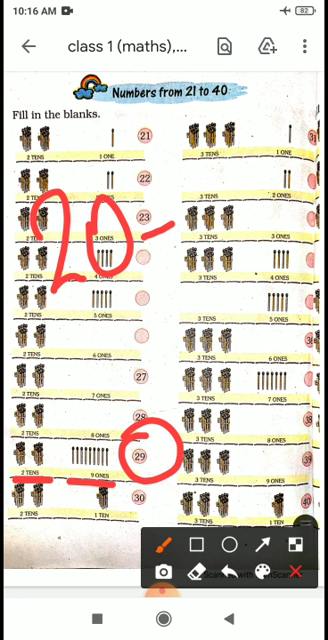 10:16 AM
82
class 1 (maths),...
Numbers from 21 to 40
Fill in the blanks.
21
2 TENS 1 ONE
3 TENS 1 ONE
22
2 TENS
3 TENS 2 ONES
23
3 ONES
3 TENS 3 ONES
20
2 TENS
3 TENS 4 ONES
2 TENS 5 ONES
3 TENS 5 ONES
2 TENS 6 ONES
3 TENS 6 ONES
27
2 TENS 7 ONES
3 TENS 7 ONES
28
2 TENS 8 ONES
3 TENS 8 ONES
29
2 TENS 9 ONES
39
3 TENS 9 ONES
30
2 TENS 1 TEN
40
3 TENS 1 TEN